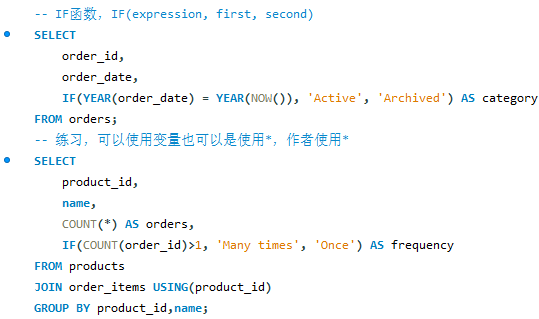 -- IF函数，IF(expression, first, second)
SELECT
order_id,
order_date,
IF(YEAR(order_date) = YEAR(NOW()), 'Active', 'Archived') AS category
FROM orders;
-- 练习，可以使用变量也可以是使用*，作者使用*
SELECT
product_id,
name,
COUNT(*) AS orders,
IF(COUNT(order_id)>1, 'Many times', 'Once') AS frequency
FROM products
JOIN order_items USING(product_id)
GROUP BY product_id,name;